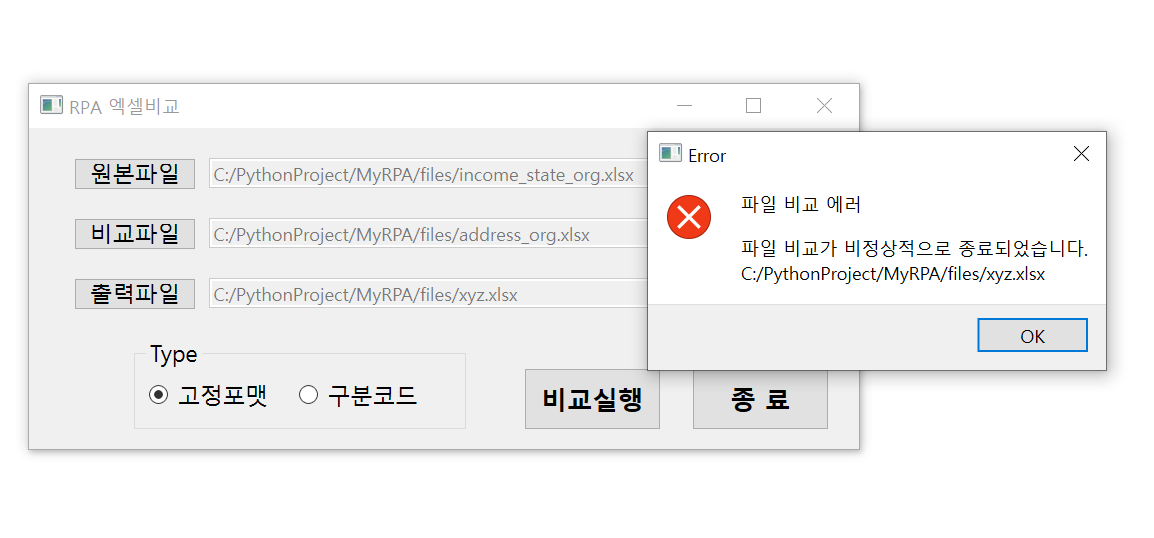 RPA 엑셀비교
원본파일 C:/PythonProject/MyRPA/files/income_state_org.xlsx
비교파일 C:/PythonProject/MyRPA/files/address_org.xlsx
출력파일 C:/PythonProject/MyRPA/files/xyz.xlsx
Type
고정포맷 구분코드
비교실행 종 료
Error
파일 비교 에러
파일 비교가 비정상적으로 종료되었습니다.
C:/PythonProject/MyRPA/files/xyz.xlsx
OK